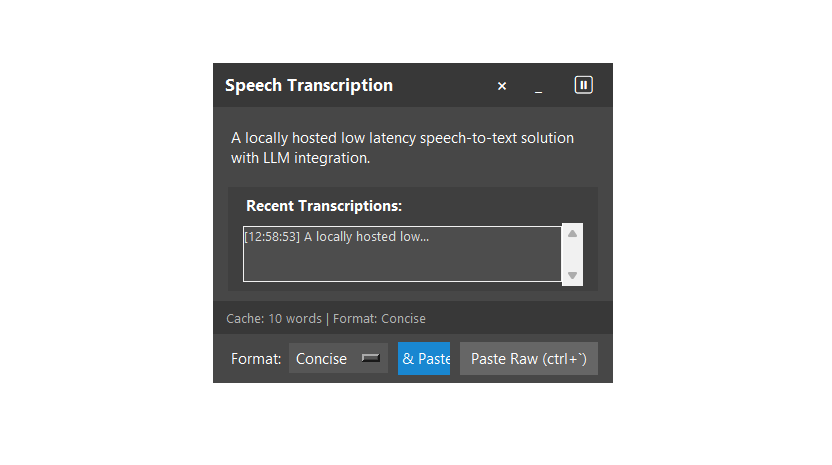 Speech Transcription × _
A locally hosted low latency speech-to-text solution
with LLM integration.
Recent Transcriptions:
[12:58:53] A locally hosted low...
Cache: 10 words | Format: Concise
Format: Concise & Paste Paste Raw (ctrl+`)